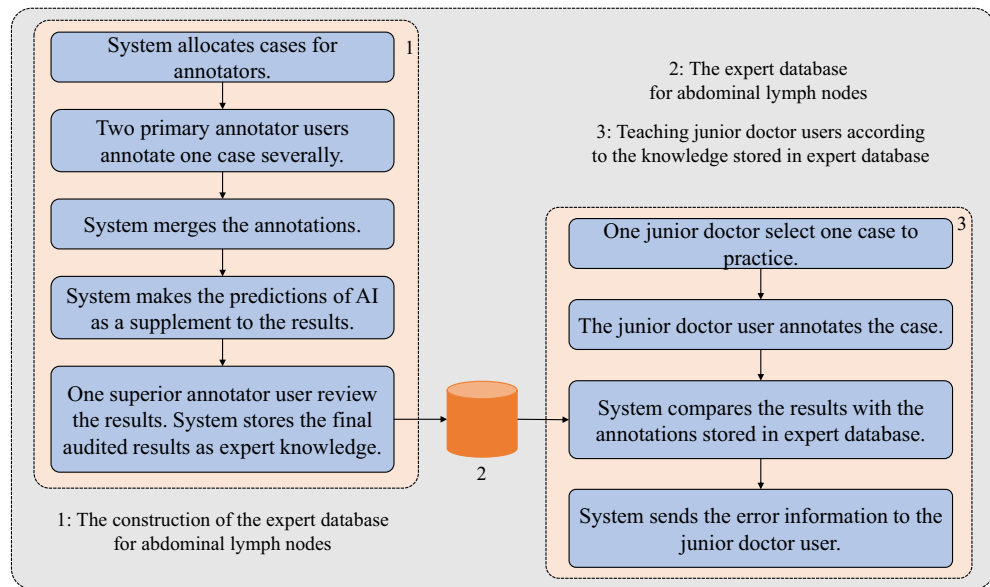 System allocates cases for
annotators.
1
Two primary annotator users
annotate one case severally.
System merges the annotations.
System makes the predictions of AI
as a supplement to the results.
One superior annotator user review
the results. System stores the final
audited results as expert knowledge.
1: The construction of the expert database
for abdominal lymph nodes
2
2: The expert database
for abdominal lymph nodes
3: Teaching junior doctor users according
to the knowledge stored in expert database
3
One junior doctor select one case to
practice.
The junior doctor user annotates the case.
System compares the results with the
annotations stored in expert database.
System sends the error information to the
junior doctor user.